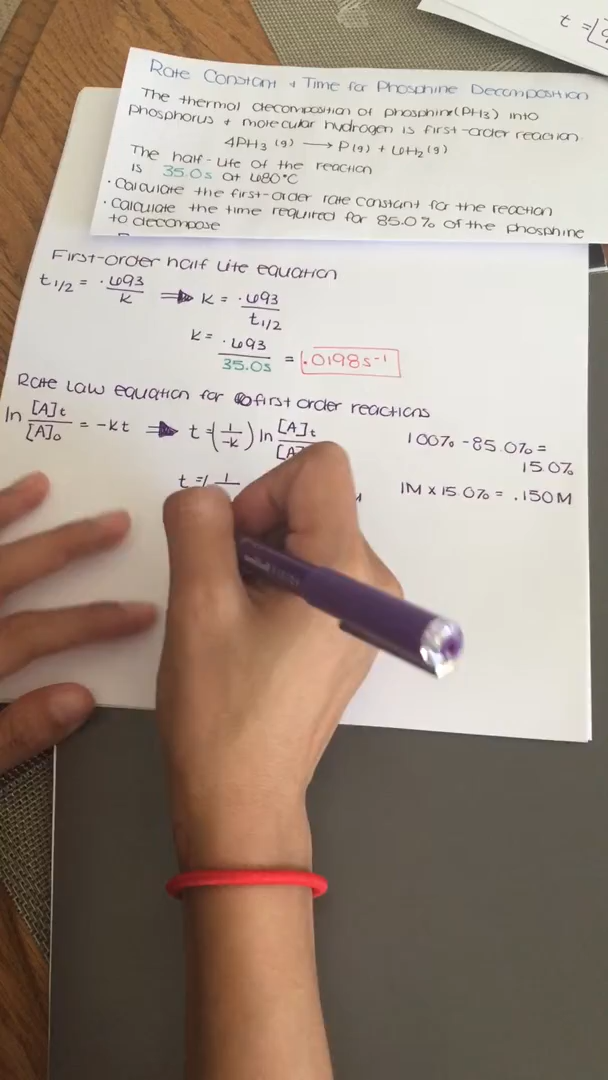 t =
Rate Constant + Time for Phosphine Decomposition
The thermal decomposition of phosphine(PH3) into
phosphorus + molecular hydrogen is first-order reaction.
4PH3 (g) → P(g) + 6H2(g)
The half-life of the reaction
is 35.0s at 680°C
• Calculate the first-order rate constant for the reaction
• Calculate the time required for 85.0% of the phosphine
to decompose
First-order half life equation
t1/2 = .693/k ⇒ k = .693/t1/2
k = .693/35.0s = .0198s⁻¹
Rate Law equation for first order reactions
ln [A]t/[A]o = -kt ⇒ t = (1/-k) ln [A]t/[A]
100% - 85.0% =
15.0%
t = ( 1
M
1M x 15.0% = .150M